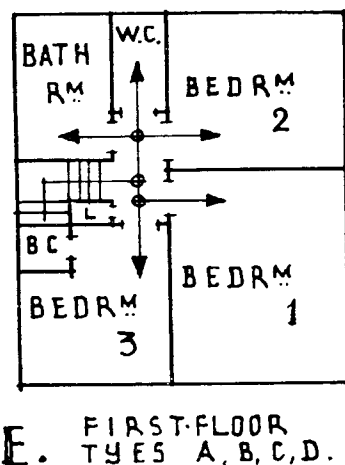 W.C.
BATH
RM
BEDRM
2
L
BC
BEDRM
3
BEDRM
1
E. FIRST-FLOOR
TYES A, B, C, D.